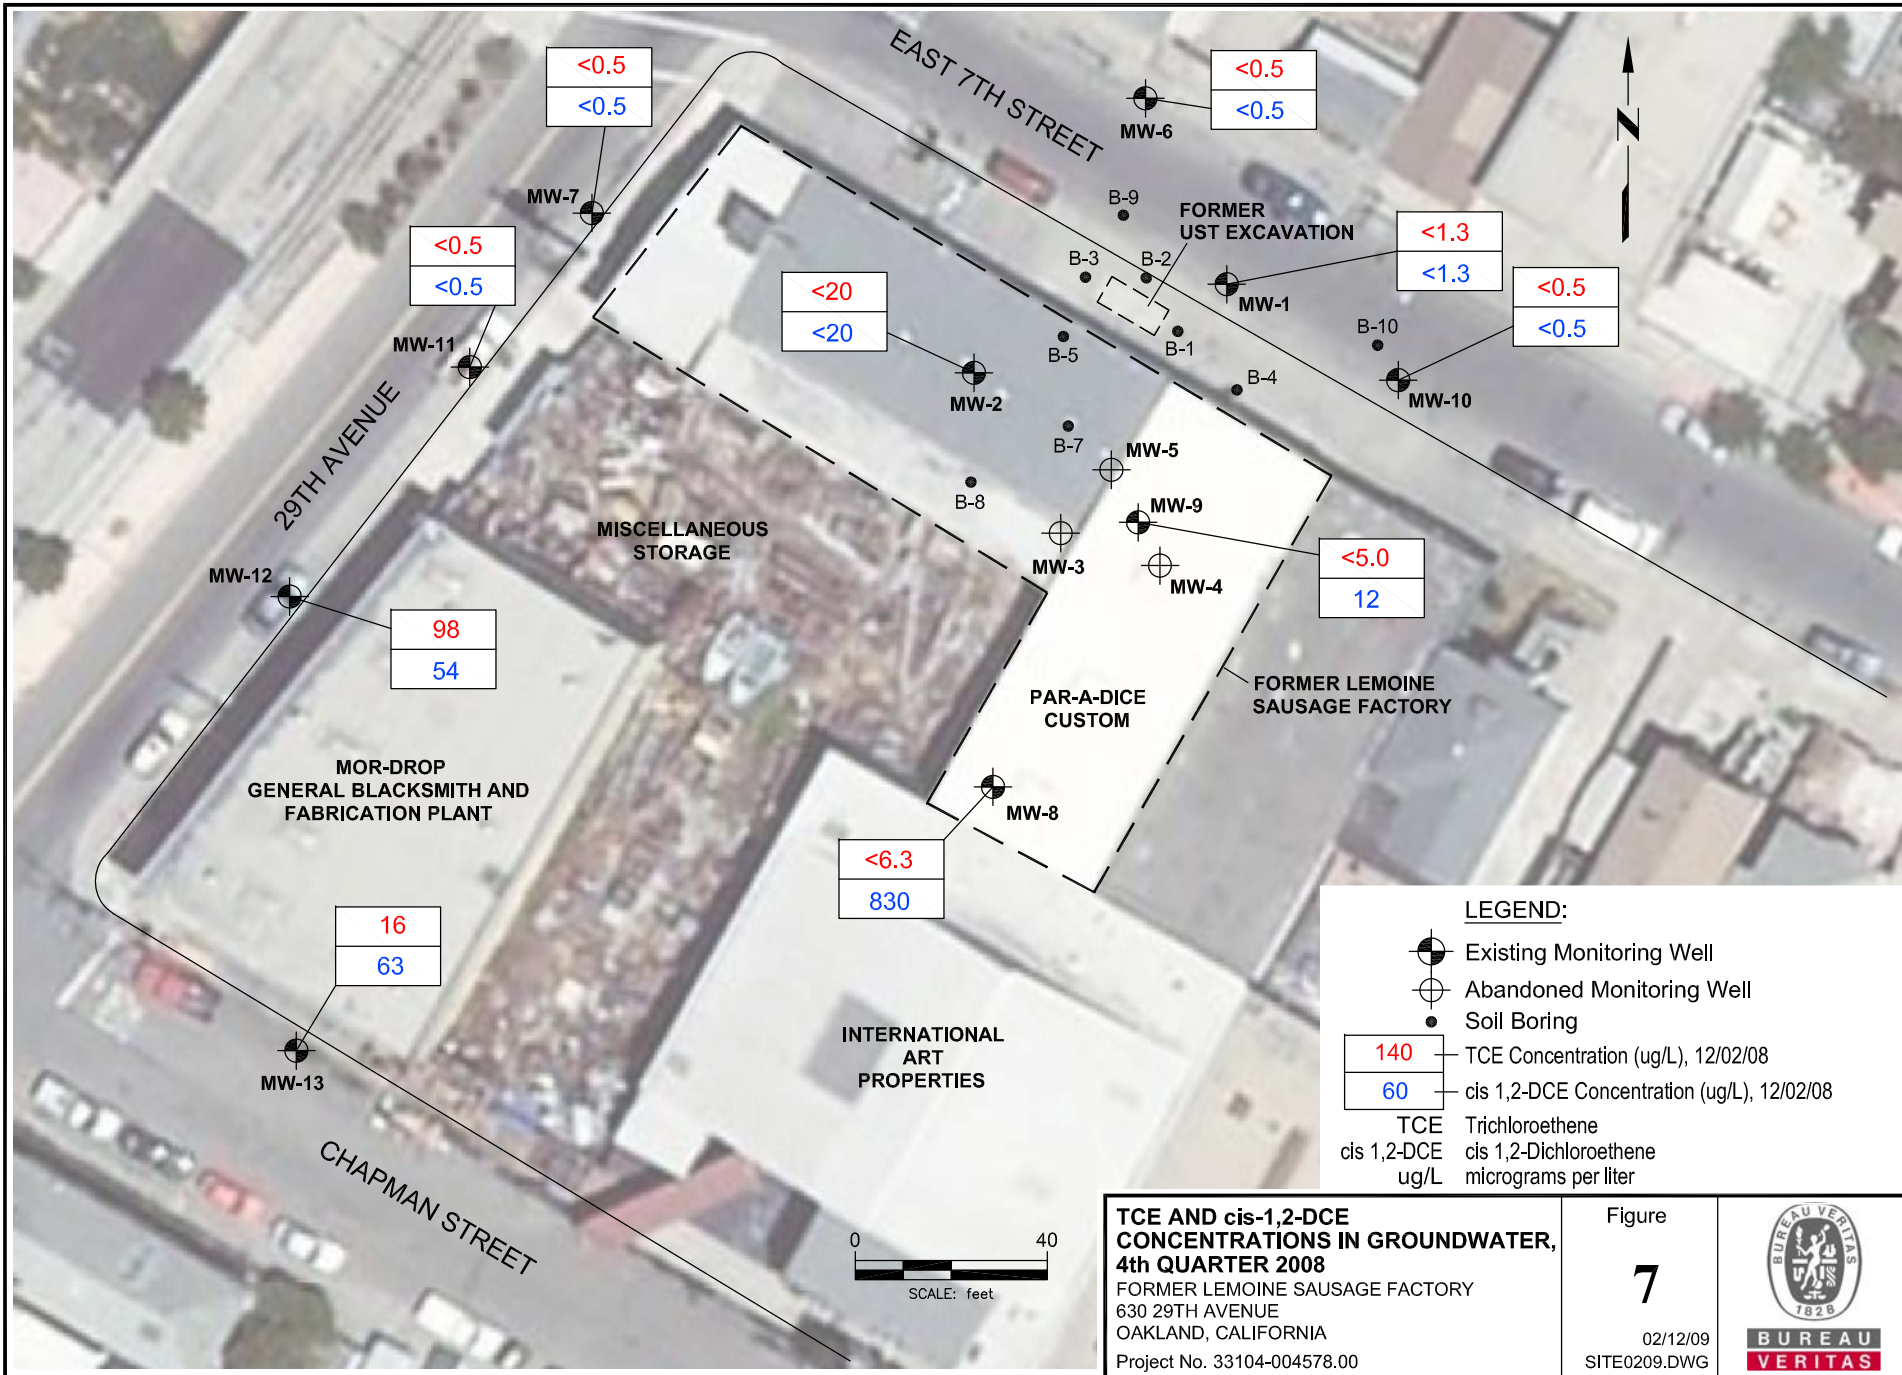 EAST 7TH STREET
<0.5
<0.5
MW-7
<0.5
<0.5
MW-6
<0.5
<0.5
MW-11
B-9
FORMER
UST EXCAVATION
B-3
B-2
<1.3
<1.3
MW-1
<0.5
<0.5
B-10
MW-10
<20
<20
MW-2
B-5
B-1
B-4
B-7
MW-5
B-8
MW-9
MW-3
MW-4
<5.0
12
29TH AVENUE
MISCELLANEOUS
STORAGE
MW-12
98
54
PAR-A-DICE
CUSTOM
FORMER LEMOINE
SAUSAGE FACTORY
MOR-DROP
GENERAL BLACKSMITH AND
FABRICATION PLANT
MW-8
<6.3
830
16
63
MW-13
INTERNATIONAL
ART
PROPERTIES
CHAPMAN STREET
N
LEGEND:
Existing Monitoring Well
Abandoned Monitoring Well
Soil Boring
140 TCE Concentration (ug/L), 12/02/08
60 cis 1,2-DCE Concentration (ug/L), 12/02/08
TCE Trichloroethene
cis 1,2-DCE cis 1,2-Dichloroethene
ug/L micrograms per liter
0 40
SCALE: feet
TCE AND cis-1,2-DCE
CONCENTRATIONS IN GROUNDWATER,
4th QUARTER 2008
FORMER LEMOINE SAUSAGE FACTORY
630 29TH AVENUE
OAKLAND, CALIFORNIA
Project No. 33104-004578.00
Figure
7
02/12/09
SITE0209.DWG
BUREAU VERITAS
1828
BUREAU
VERITAS